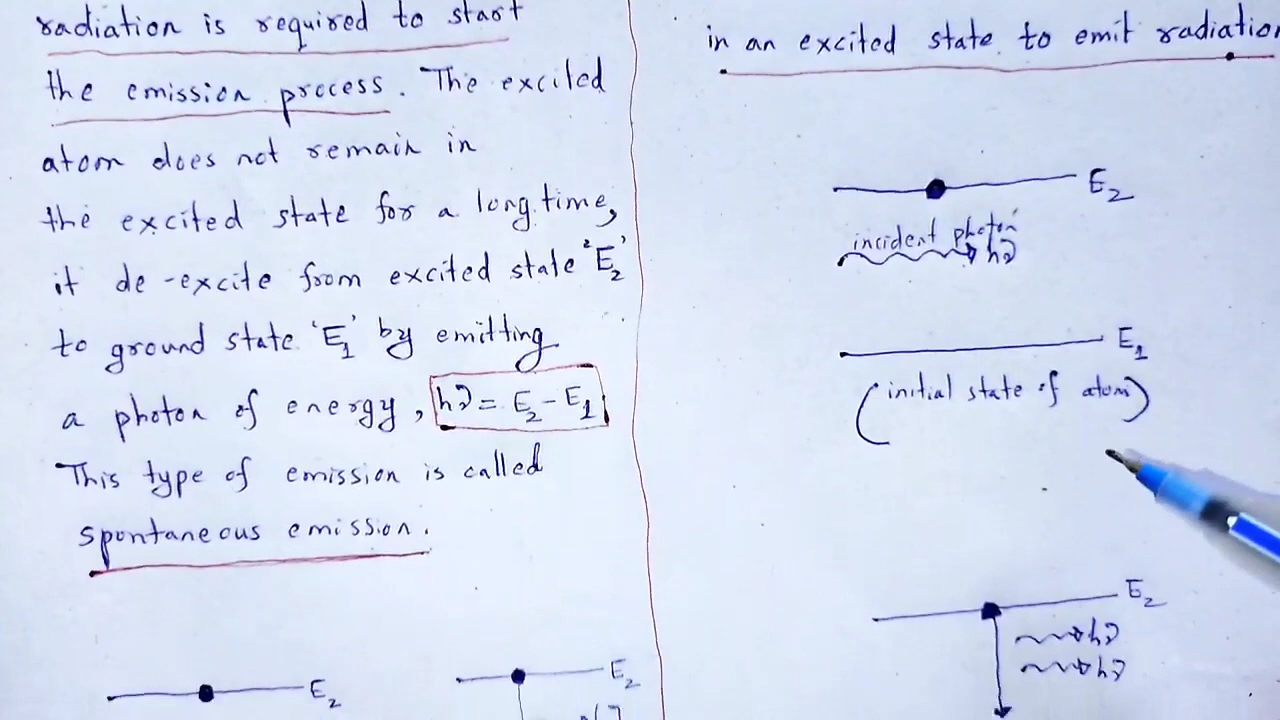 radiation is required to start
the emission process. The excited
atom does not remain in
the excited state for a long time,
it de-excite from excited state 'E₂'
to ground state 'E₁' by emitting
a photon of energy, hν = E₂ - E₁
This type of emission is called
spontaneous emission.
E₂
E₂
in an excited state to emit radiation
E₂
incident photon
hν
E₁
(initial state of atom)
E₂
hν
hν